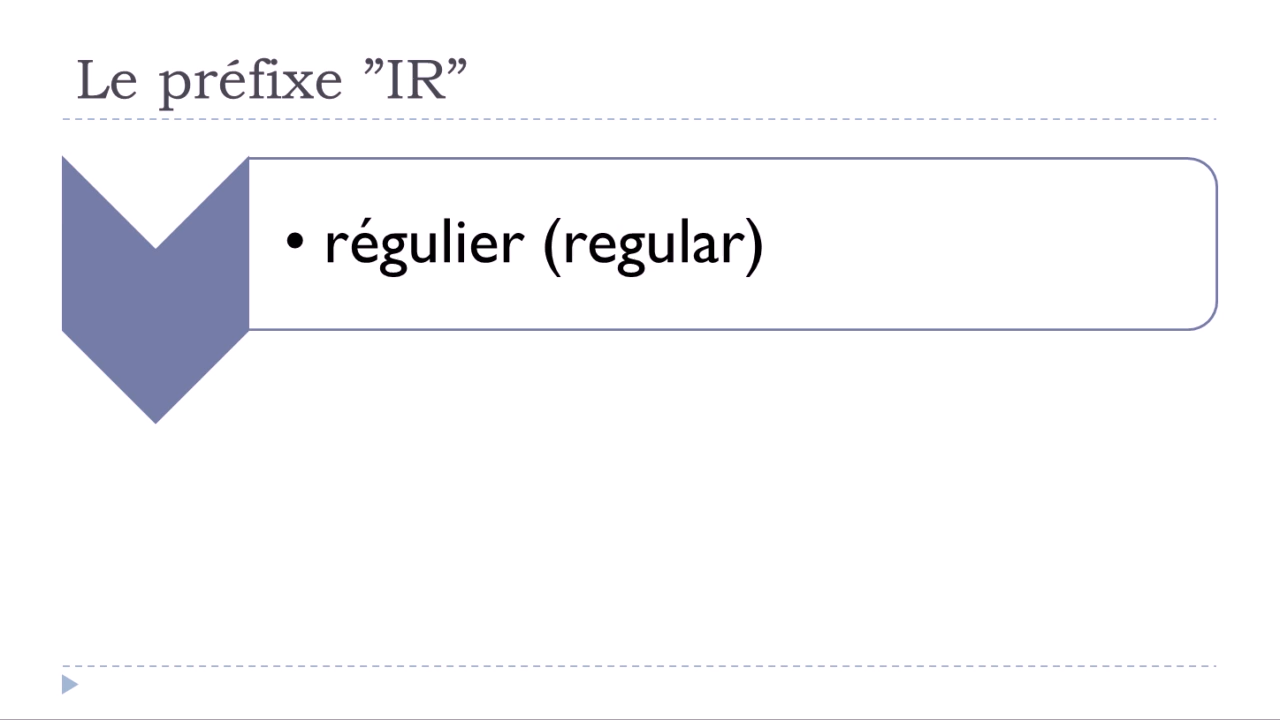 Le préfixe ”IR”
• régulier (regular)